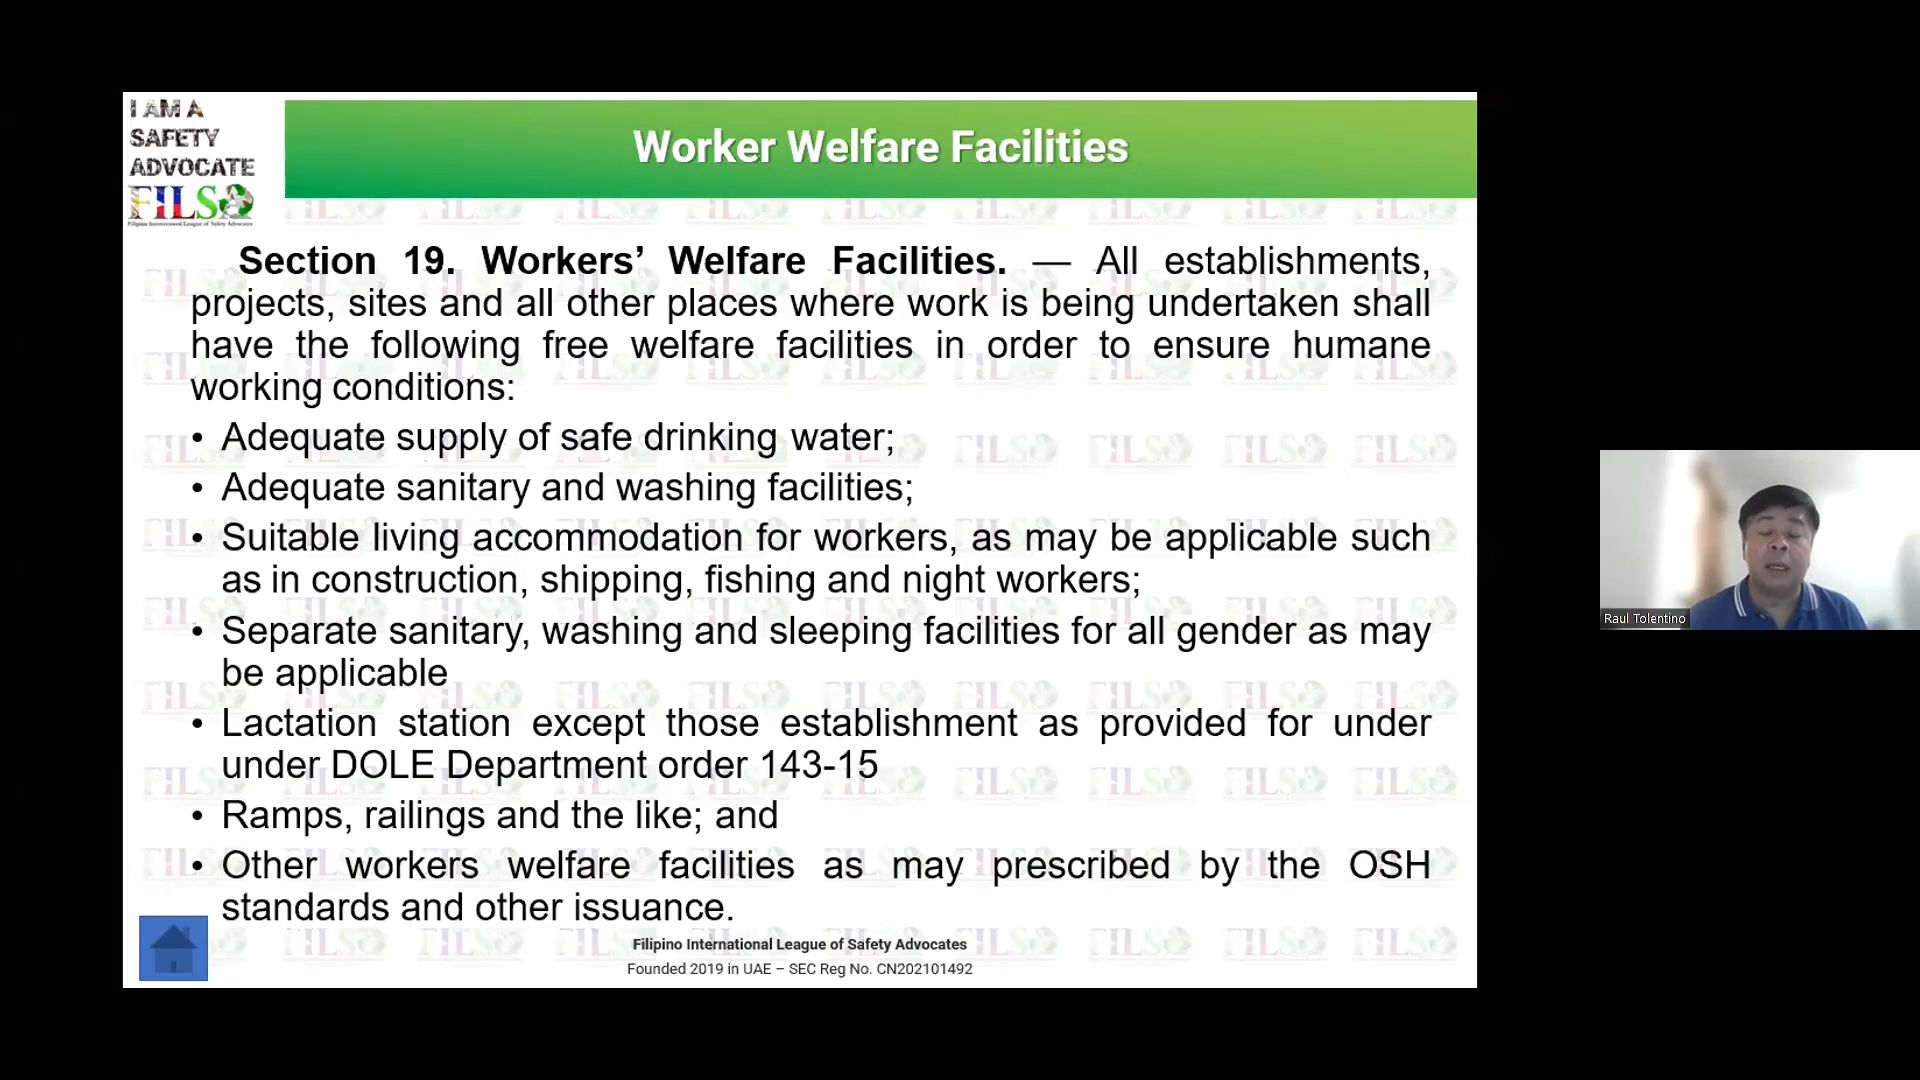 I AM A
SAFETY
ADVOCATE
FILS
Filipino International League of Safety Advocates
Worker Welfare Facilities
Section 19. Workers’ Welfare Facilities. — All establishments,
projects, sites and all other places where work is being undertaken shall
have the following free welfare facilities in order to ensure humane
working conditions:
• Adequate supply of safe drinking water;
• Adequate sanitary and washing facilities;
• Suitable living accommodation for workers, as may be applicable such
as in construction, shipping, fishing and night workers;
• Separate sanitary, washing and sleeping facilities for all gender as may
be applicable
• Lactation station except those establishment as provided for under
under DOLE Department order 143-15
• Ramps, railings and the like; and
• Other workers welfare facilities as may prescribed by the OSH
standards and other issuance.
Filipino International League of Safety Advocates
Founded 2019 in UAE – SEC Reg No. CN202101492
Raul Tolentino